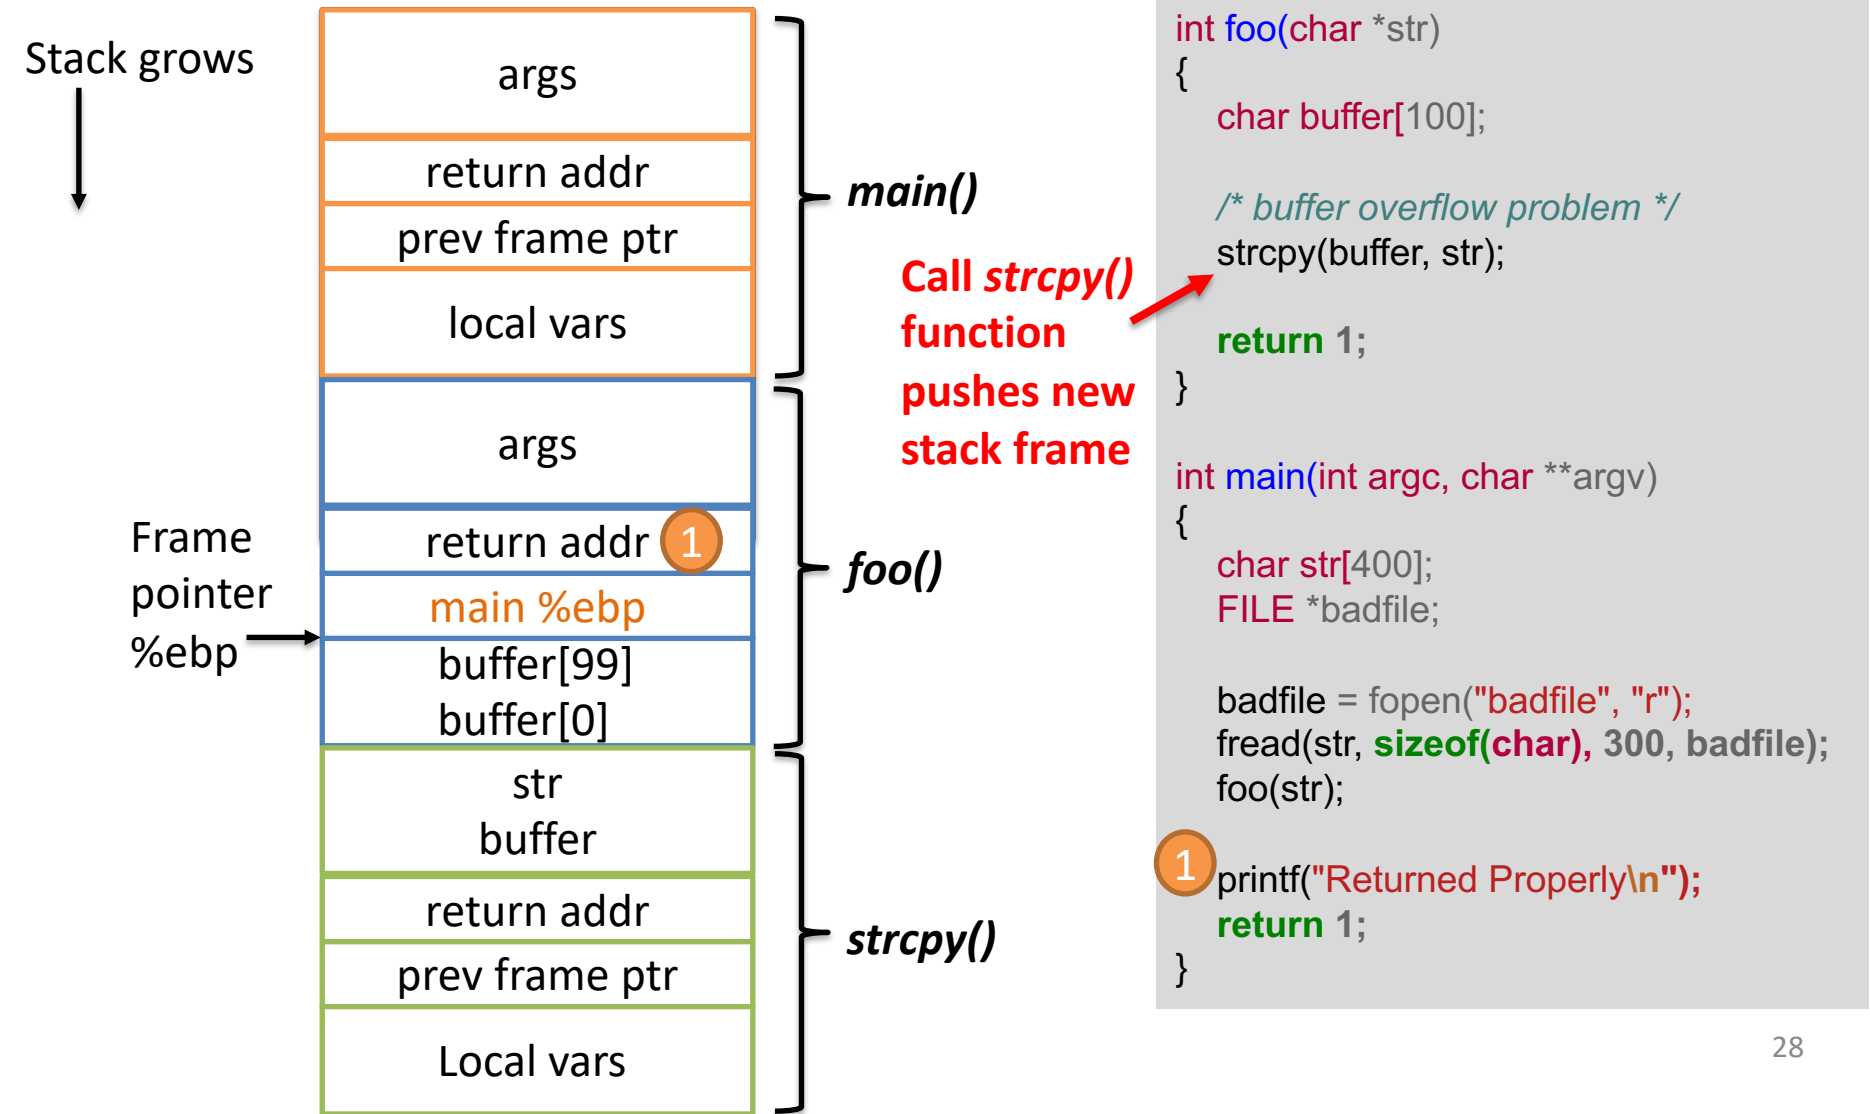 Stack grows
args
return addr
prev frame ptr
local vars
main()
args
return addr 1
main %ebp
buffer[99]
buffer[0]
foo()
Frame
pointer
%ebp
str
buffer
return addr
prev frame ptr
Local vars
strcpy()
Call strcpy()
function
pushes new
stack frame
int foo(char *str)
{
char buffer[100];
/* buffer overflow problem */
strcpy(buffer, str);
return 1;
}
int main(int argc, char **argv)
{
char str[400];
FILE *badfile;
badfile = fopen("badfile", "r");
fread(str, sizeof(char), 300, badfile);
foo(str);
1 printf("Returned Properly\n");
return 1;
}
28